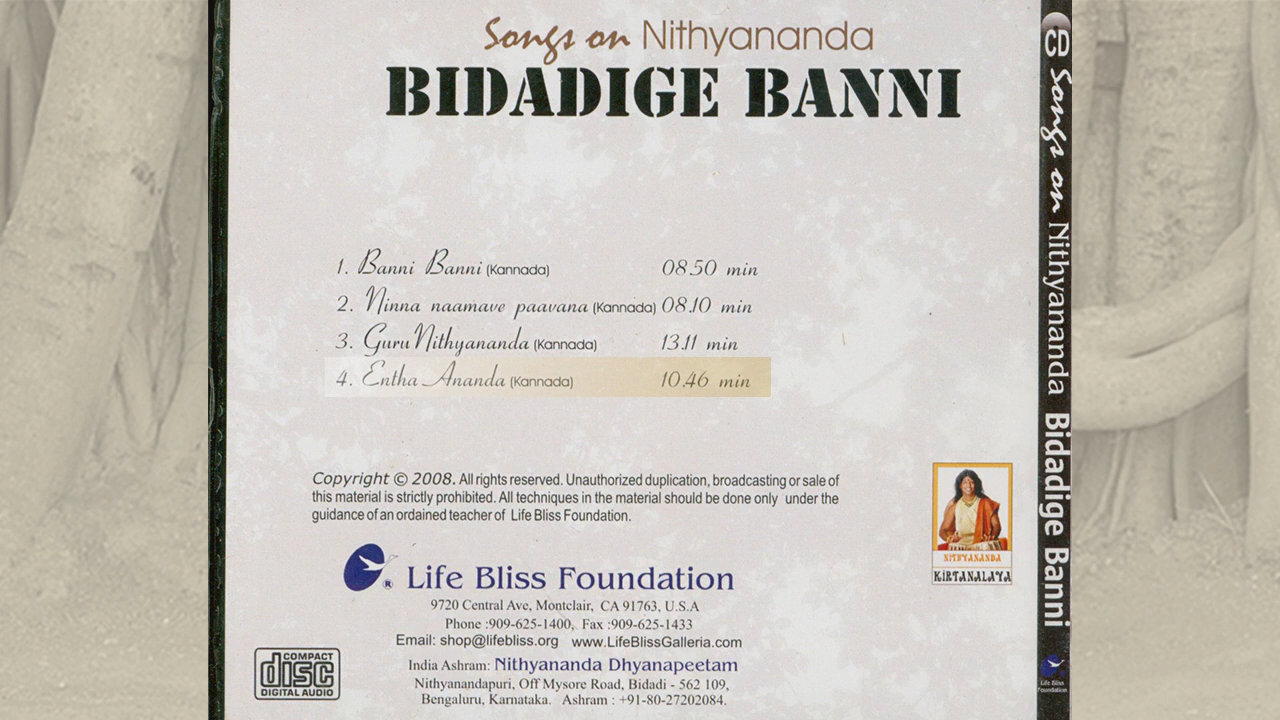 Songs on Nithyananda
BIDADIGE BANNI
1. Banni Banni (Kannada) 08.50 min
2. Ninna naamave paavana (Kannada) 08.10 min
3. Guru Nithyananda (Kannada) 13.11 min
4. Entha Ananda (Kannada) 10.46 min
Copyright © 2008. All rights reserved. Unauthorized duplication, broadcasting or sale of
this material is strictly prohibited. All techniques in the material should be done only under the
guidance of an ordained teacher of Life Bliss Foundation.
® Life Bliss Foundation
9720 Central Ave, Montclair, CA 91763, U.S.A
Phone :909-625-1400, Fax :909-625-1433
Email: shop@lifebliss.org www.LifeBlissGalleria.com
India Ashram: Nithyananda Dhyanapeetam
Nithyanandapuri, Off Mysore Road, Bidadi - 562 109,
Bengaluru, Karnataka. Ashram : +91-80-27202084.
COMPACT
disc
DIGITAL AUDIO
NITHYANANDA
KIRTANALAYA
Songs on Nithyananda Bidadige Banni
Life Bliss
Foundation